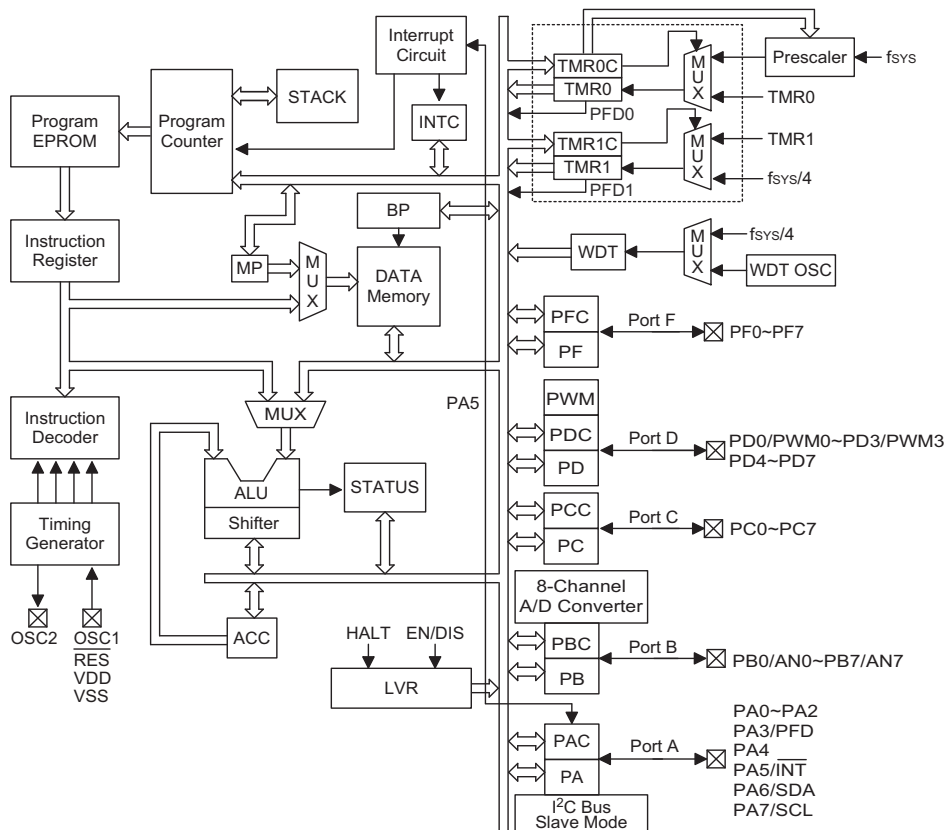 Interrupt
Circuit
STACK
Program
Counter
Program
EPROM
INTC
Instruction
Register
MP
M
U
X
BP
DATA
Memory
MUX
Instruction
Decoder
ALU
Shifter
STATUS
Timing
Generator
OSC2
OSC1
RES
VDD
VSS
ACC
HALT
EN/DIS
LVR
PA5
TMR0C
TMR0
PFD0
M
U
X
Prescaler
fSYS
TMR0
TMR1C
TMR1
PFD1
M
U
X
TMR1
fSYS/4
WDT
M
U
X
fSYS/4
WDT OSC
PFC
PF
Port F
PF0~PF7
PWM
PDC
PD
Port D
PD0/PWM0~PD3/PWM3
PD4~PD7
PCC
PC
Port C
PC0~PC7
8-Channel
A/D Converter
PBC
PB
Port B
PB0/AN0~PB7/AN7
PAC
PA
Port A
PA0~PA2
PA3/PFD
PA4
PA5/INT
PA6/SDA
PA7/SCL
I²C Bus
Slave Mode